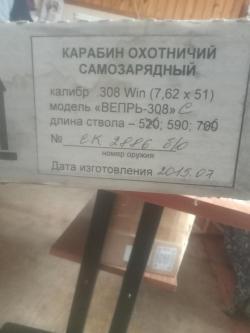 КАРАБИН ОХОТНИЧИЙ
САМОЗАРЯДНЫЙ
калибр 308 Win (7,62 х 51)
модель «ВЕПРЬ-308» С
длина ствола – 520; 590; 700
№ ЕК 2886 б/о
номер оружия
Дата изготовления 2015.07